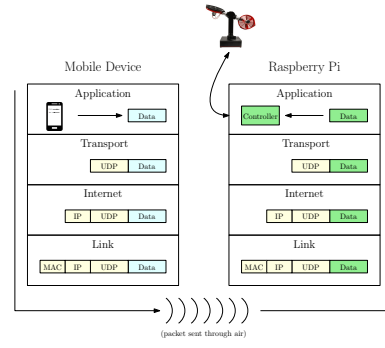 Mobile Device
Application
Data
Transport
UDP Data
Internet
IP UDP Data
Link
MAC IP UDP Data
Raspberry Pi
Application
Controller Data
Transport
UDP Data
Internet
IP UDP Data
Link
MAC IP UDP Data
(packet sent through air)